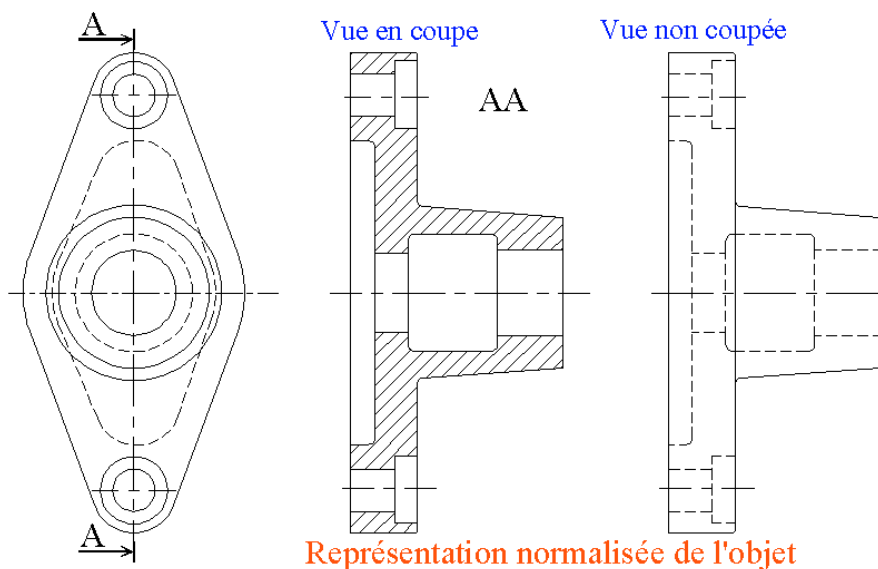 A
Vue en coupe
Vue non coupée
AA
A
Représentation normalisée de l'objet